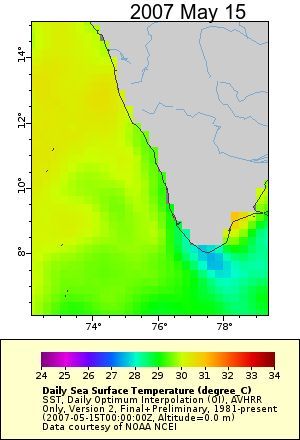 2007 May 15
14°
12°
10°
8°
74°
76°
78°
24 25 26 27 28 29 30 31 32 33 34
Daily Sea Surface Temperature (degree_C)
SST, Daily Optimum Interpolation (OI), AVHRR
Only, Version 2, Final+Preliminary, 1981-present
(2007-05-15T00:00:00Z, Altitude=0.0 m)
Data courtesy of NOAA NCEI